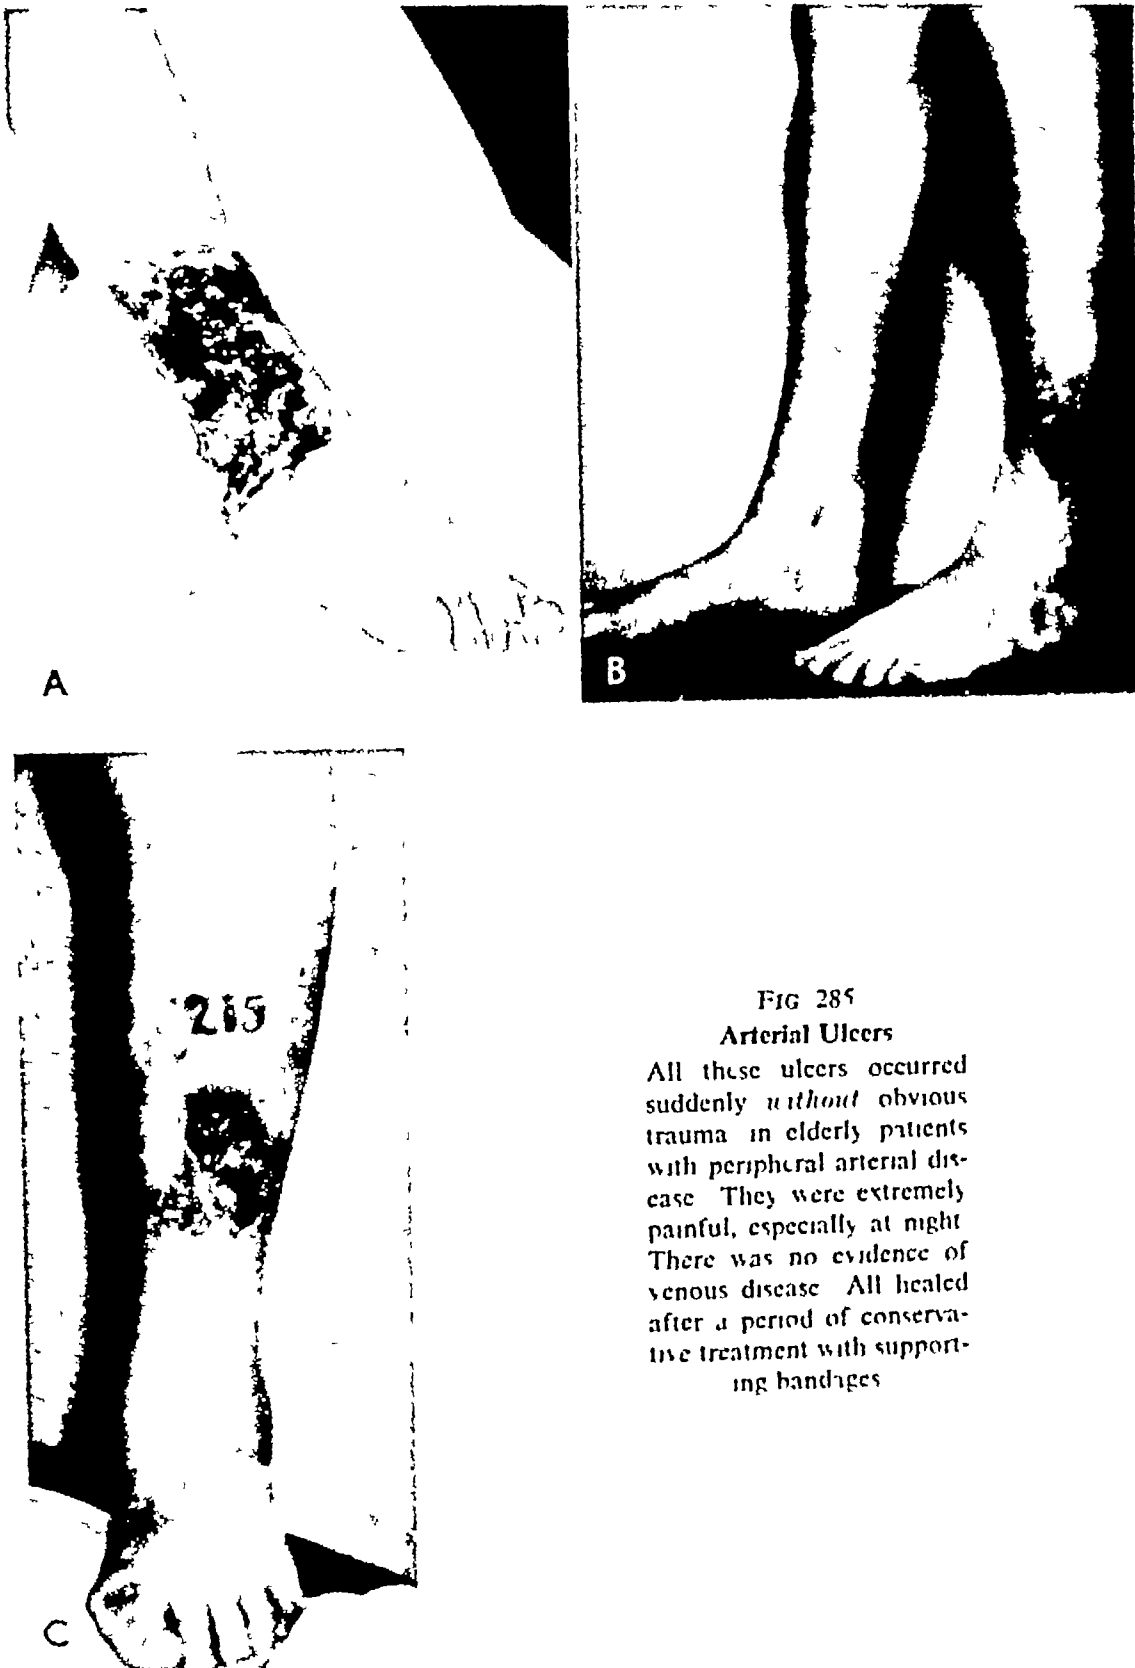 A
B
215
C
FIG 285
Arterial Ulcers
All these ulcers occurred
suddenly without obvious
trauma in elderly patients
with peripheral arterial dis-
ease They were extremely
painful, especially at night
There was no evidence of
venous disease All healed
after a period of conserva-
tive treatment with support-
ing bandages